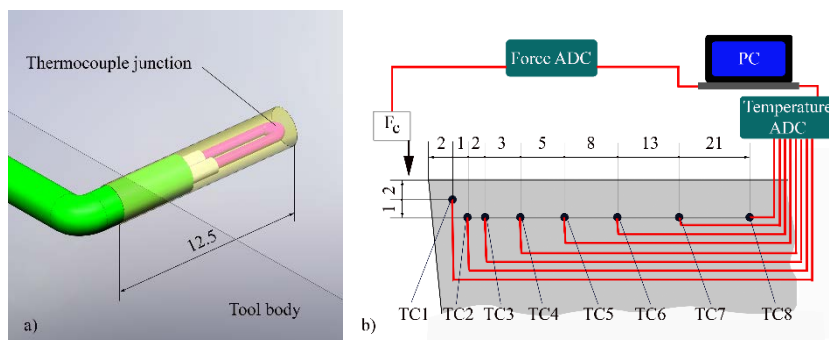 Thermocouple junction
12.5
Tool body
a)
Force ADC
PC
Temperature
ADC
Fc
2 1 2 3 5 8 13 21
2
1
TC1 TC2 TC3 TC4 TC5 TC6 TC7 TC8
b)